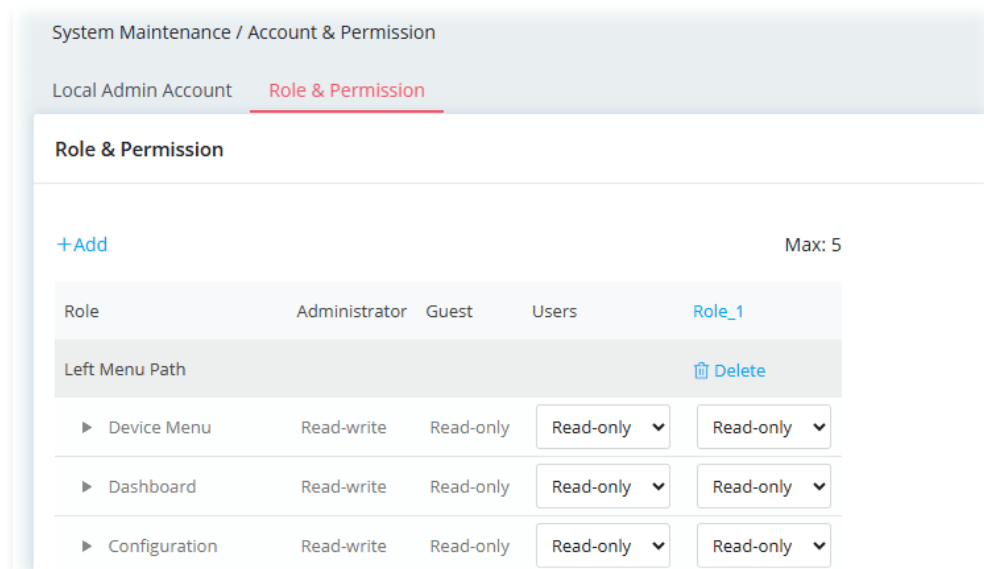 System Maintenance / Account & Permission
Local Admin Account Role & Permission
Role & Permission
+Add Max: 5
Role Administrator Guest Users Role_1
Left Menu Path Delete
Device Menu Read-write Read-only Read-only Read-only
Dashboard Read-write Read-only Read-only Read-only
Configuration Read-write Read-only Read-only Read-only